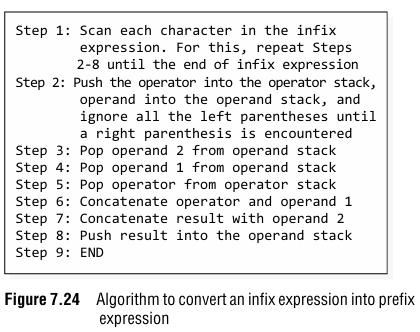 Step 1: Scan each character in the infix
expression. For this, repeat Steps
2-8 until the end of infix expression
Step 2: Push the operator into the operator stack,
operand into the operand stack, and
ignore all the left parentheses until
a right parenthesis is encountered
Step 3: Pop operand 2 from operand stack
Step 4: Pop operand 1 from operand stack
Step 5: Pop operator from operator stack
Step 6: Concatenate operator and operand 1
Step 7: Concatenate result with operand 2
Step 8: Push result into the operand stack
Step 9: END
Figure 7.24 Algorithm to convert an infix expression into prefix
expression